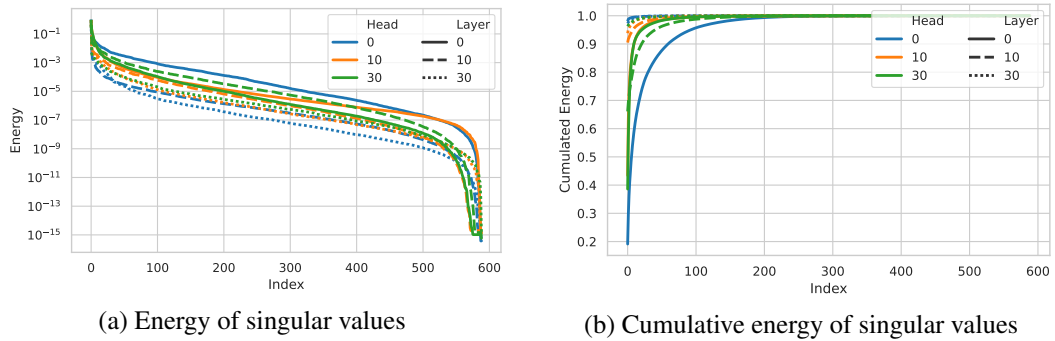 10⁻¹
10⁻³
10⁻⁵
10⁻⁷
10⁻⁹
10⁻¹¹
10⁻¹³
10⁻¹⁵
Energy
0 100 200 300 400 500 600
Index
Head Layer
0 0
10 10
30 30
(a) Energy of singular values
1.0
0.9
0.8
0.7
0.6
0.5
0.4
0.3
0.2
Cumulated Energy
0 100 200 300 400 500 600
Index
Head Layer
0 0
10 10
30 30
(b) Cumulative energy of singular values